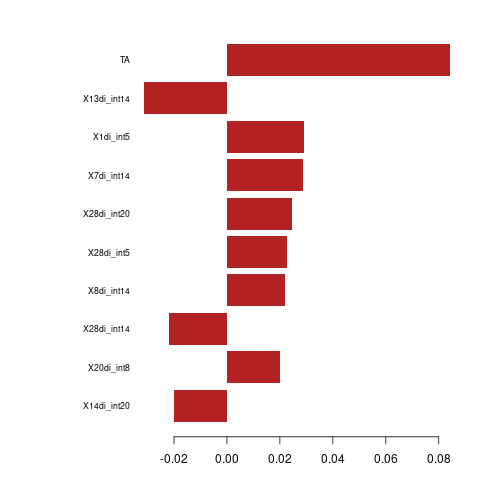 TA
X13di_int14
X1di_int5
X7di_int14
X28di_int20
X28di_int5
X8di_int14
X28di_int14
X20di_int8
X14di_int20
-0.02 0.00 0.02 0.04 0.06 0.08